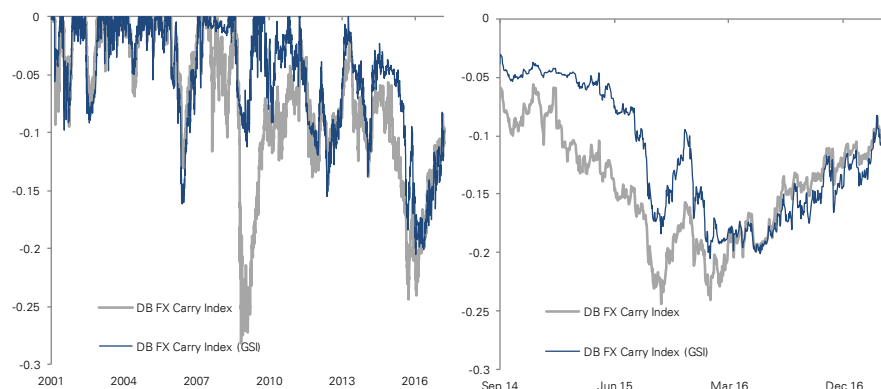 0
-0.05
-0.1
-0.15
-0.2
-0.25
-0.3
2001 2004 2007 2010 2013 2016
DB FX Carry Index
DB FX Carry Index (GSI)
0
-0.05
-0.1
-0.15
-0.2
-0.25
-0.3
Sep 14 Jun 15 Mar 16 Dec 16
DB FX Carry Index
DB FX Carry Index (GSI)